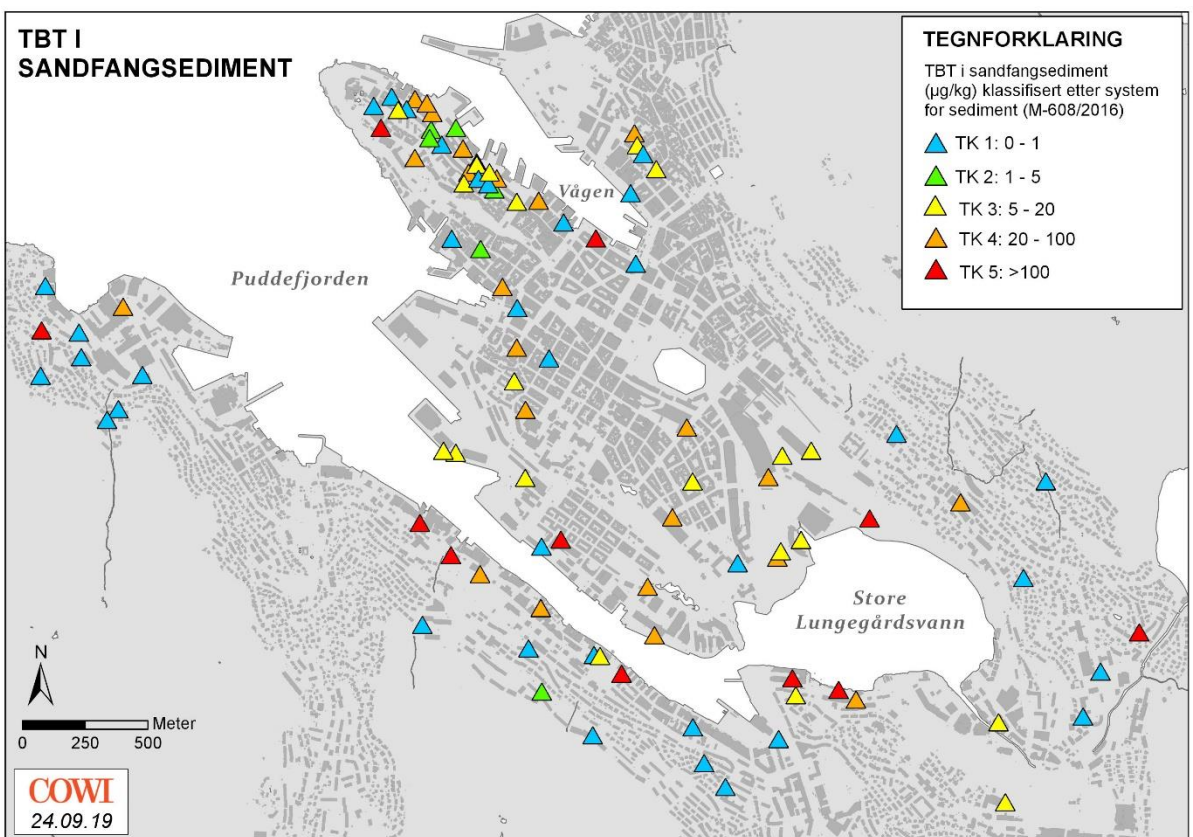 TBT I
SANDFANGSEDIMENT
TEGNFORKLARING
TBT i sandfangsediment
(µg/kg) klassifisert etter system
for sediment (M-608/2016)
TK 1: 0 - 1
TK 2: 1 - 5
TK 3: 5 - 20
TK 4: 20 - 100
TK 5: >100
Vågen
Puddefjorden
Store
Lungegårdsvann
N
Meter
0 250 500
COWI
24.09.19